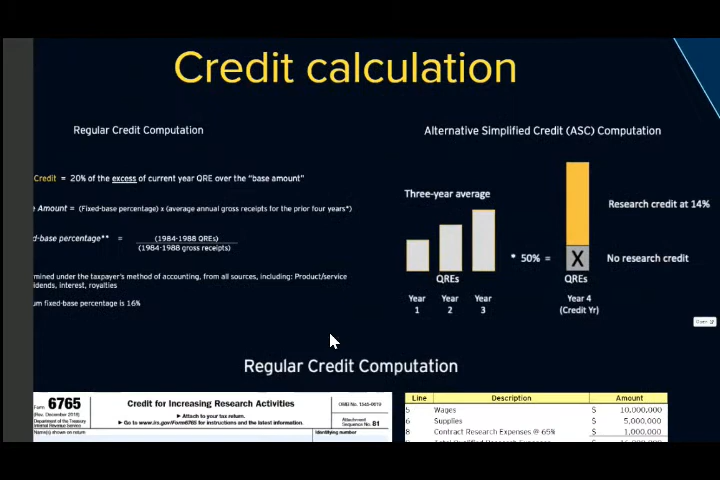 Credit calculation
Regular Credit Computation
Credit = 20% of the excess of current year QRE over the "base amount"
Amount = (Fixed-base percentage) x (average annual gross receipts for the prior four years*)
percentage** = (1984-1988 QREs)
(1984-1988 gross receipts)
under the taxpayer's method of accounting, from all sources, including: Product/service
interest, royalties
fixed-base percentage is 16%
Alternative Simplified Credit (ASC) Computation
Three-year average
Research credit at 14%
* 50% =
X
No research credit
QREs
QREs
Year 1
Year 2
Year 3
Year 4
(Credit Yr)
Regular Credit Computation
Form 6765
(Rev. December 2018)
Department of the Treasury
Internal Revenue Service
Credit for Increasing Research Activities
▶ Attach to your tax return.
▶ Go to www.irs.gov/Form6765 for instructions and the latest information.
OMB No. 1545-0619
Attachment
Sequence No. 81
Name(s) shown on return
Identifying number
Line Description Amount
5 Wages $ 10,000,000
6 Supplies $ 5,000,000
8 Contract Research Expenses @ 65% $ 1,000,000